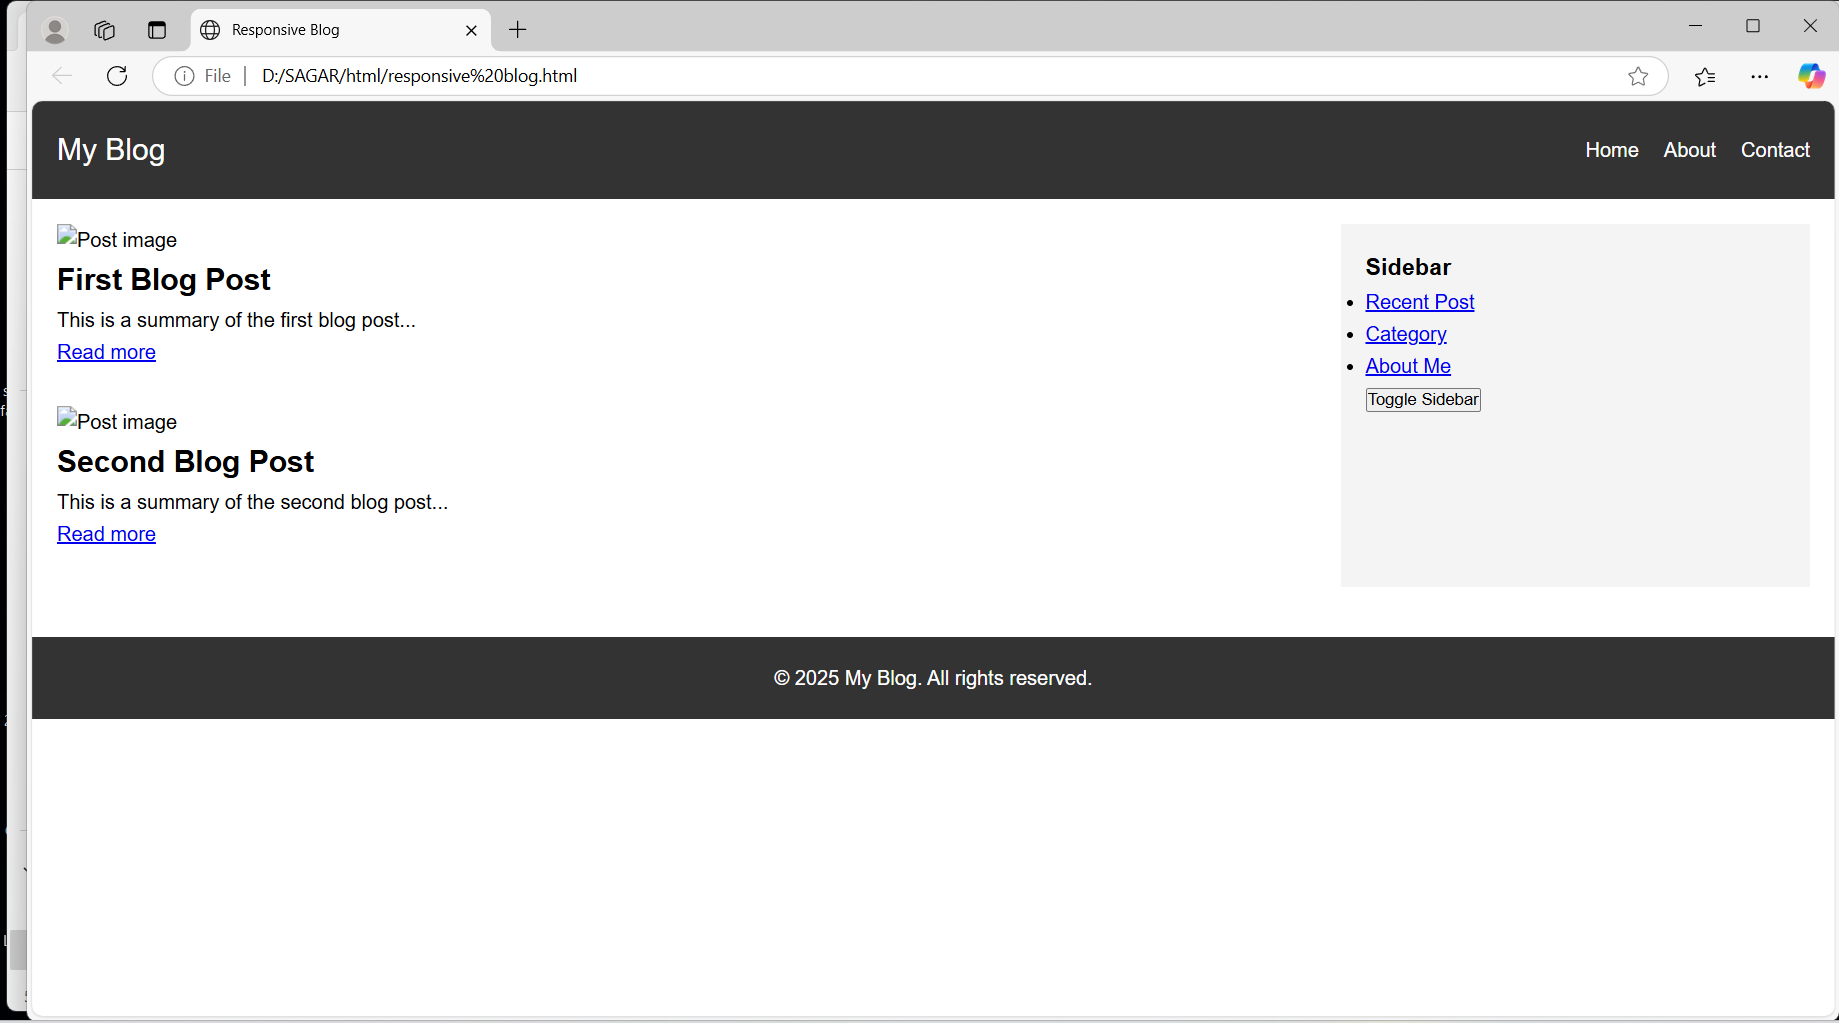 Responsive Blog
File
D:/SAGAR/html/responsive%20blog.html
My Blog
Home About Contact
Post image
First Blog Post
This is a summary of the first blog post...
Read more
Post image
Second Blog Post
This is a summary of the second blog post...
Read more
Sidebar
Recent Post
Category
About Me
Toggle Sidebar
© 2025 My Blog. All rights reserved.